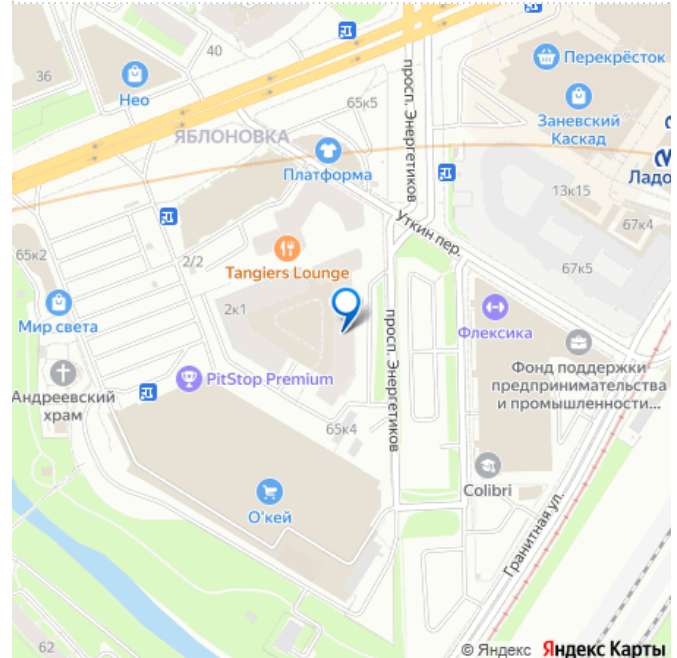 40
36
Нео
65к5
просп. Энергетиков
Перекрёсток
Заневский
Каскад
ЯБЛОНОВКА
Платформа
Ладо
13к15
67к4
Уткин пер.
67к5
65к2
2/2
Tangiers Lounge
2к1
Мир света
просп. Энергетиков
Флексика
Фонд поддержки
предпринимательства
и промышленности...
Андреевский
храм
PitStop Premium
65к4
О'кей
Colibri
Гранитная ул.
62
© Яндекс Яндекс Карты